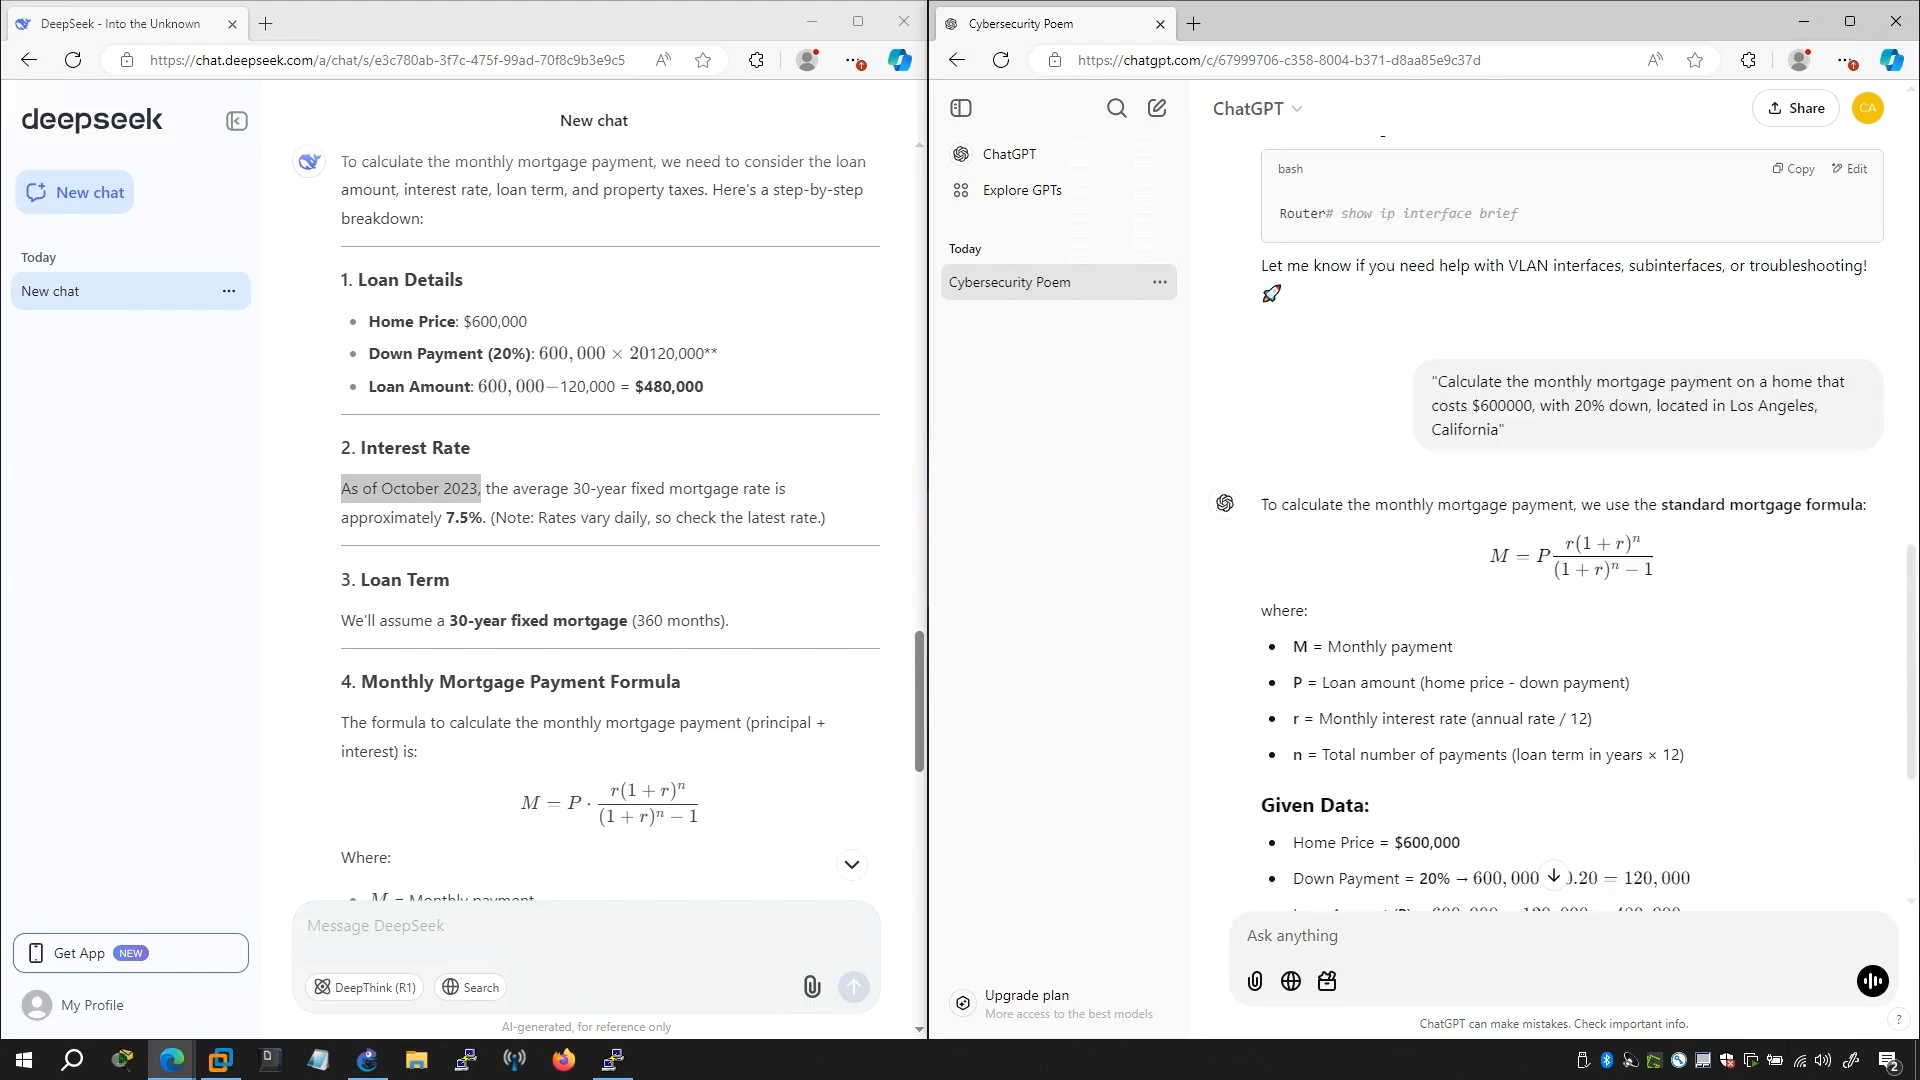 DeepSeek - Into the Unknown
https://chat.deepseek.com/a/chat/s/e3c780ab-3f7c-475f-99ad-70f8c9b3e9c5
deepseek
New chat
Today
New chat
Get App NEW
My Profile
New chat
To calculate the monthly mortgage payment, we need to consider the loan
amount, interest rate, loan term, and property taxes. Here's a step-by-step
breakdown:
1. Loan Details
Home Price: $600,000
Down Payment (20%): 600,000 × 20120,000**
Loan Amount: 600,000−120,000 = $480,000
2. Interest Rate
As of October 2023, the average 30-year fixed mortgage rate is
approximately 7.5%. (Note: Rates vary daily, so check the latest rate.)
3. Loan Term
We'll assume a 30-year fixed mortgage (360 months).
4. Monthly Mortgage Payment Formula
The formula to calculate the monthly mortgage payment (principal +
interest) is:
M = P · r(1 + r)^n / (1 + r)^n − 1
Where:
M = Monthly payment
Message DeepSeek
DeepThink (R1) Search
AI-generated, for reference only
Cybersecurity Poem
https://chatgpt.com/c/67999706-c358-8004-b371-d8aa85e9c37d
ChatGPT
Explore GPTs
Today
Cybersecurity Poem
Upgrade plan
More access to the best models
ChatGPT
Share
CA
bash
Copy Edit
Router# show ip interface brief
Let me know if you need help with VLAN interfaces, subinterfaces, or troubleshooting!
"Calculate the monthly mortgage payment on a home that
costs $600000, with 20% down, located in Los Angeles,
California"
To calculate the monthly mortgage payment, we use the standard mortgage formula:
M = P r(1 + r)^n / (1 + r)^n − 1
where:
M = Monthly payment
P = Loan amount (home price - down payment)
r = Monthly interest rate (annual rate / 12)
n = Total number of payments (loan term in years × 12)
Given Data:
Home Price = $600,000
Down Payment = 20% → 600,000 0.20 = 120,000
Ask anything
ChatGPT can make mistakes. Check important info.
?
2